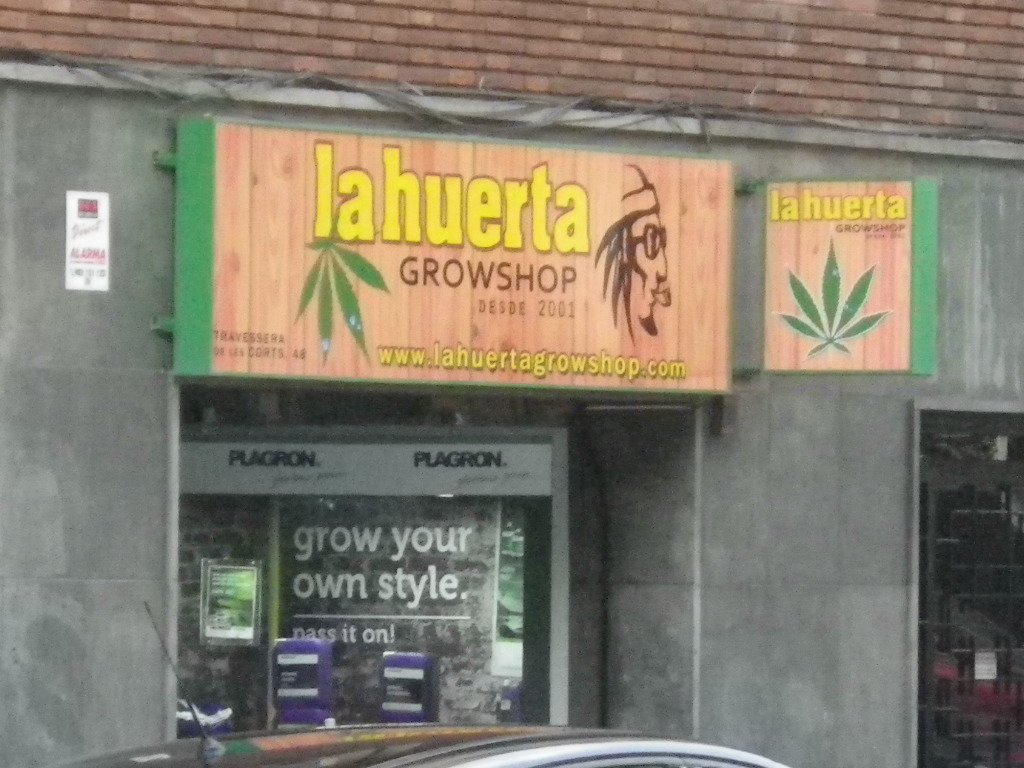 lahuerta
GROWSHOP
DESDE 2001
TRAVESSERA
DE LES CORTS, 48
www.lahuertagrowshop.com
lahuerta
GROWSHOP
ALARMA
PLAGRON
PLAGRON
grow your
own style.
pass it on!